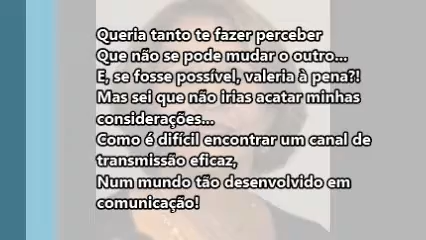 Queria tanto te fazer perceber
Que não se pode mudar o outro...
E, se fosse possível, valeria à pena?!
Mas sei que não irias acatar minhas
considerações...
Como é difícil encontrar um canal de
transmissão eficaz,
Num mundo tão desenvolvido em
comunicação!